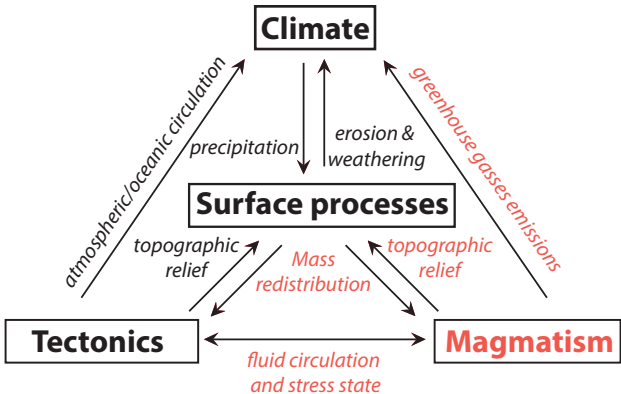 Climate
atmospheric/oceanic circulation
greenhouse gasses emissions
precipitation
erosion &
weathering
Surface processes
topographic
relief
Mass
redistribution
topographic
relief
Tectonics
Magmatism
fluid circulation
and stress state